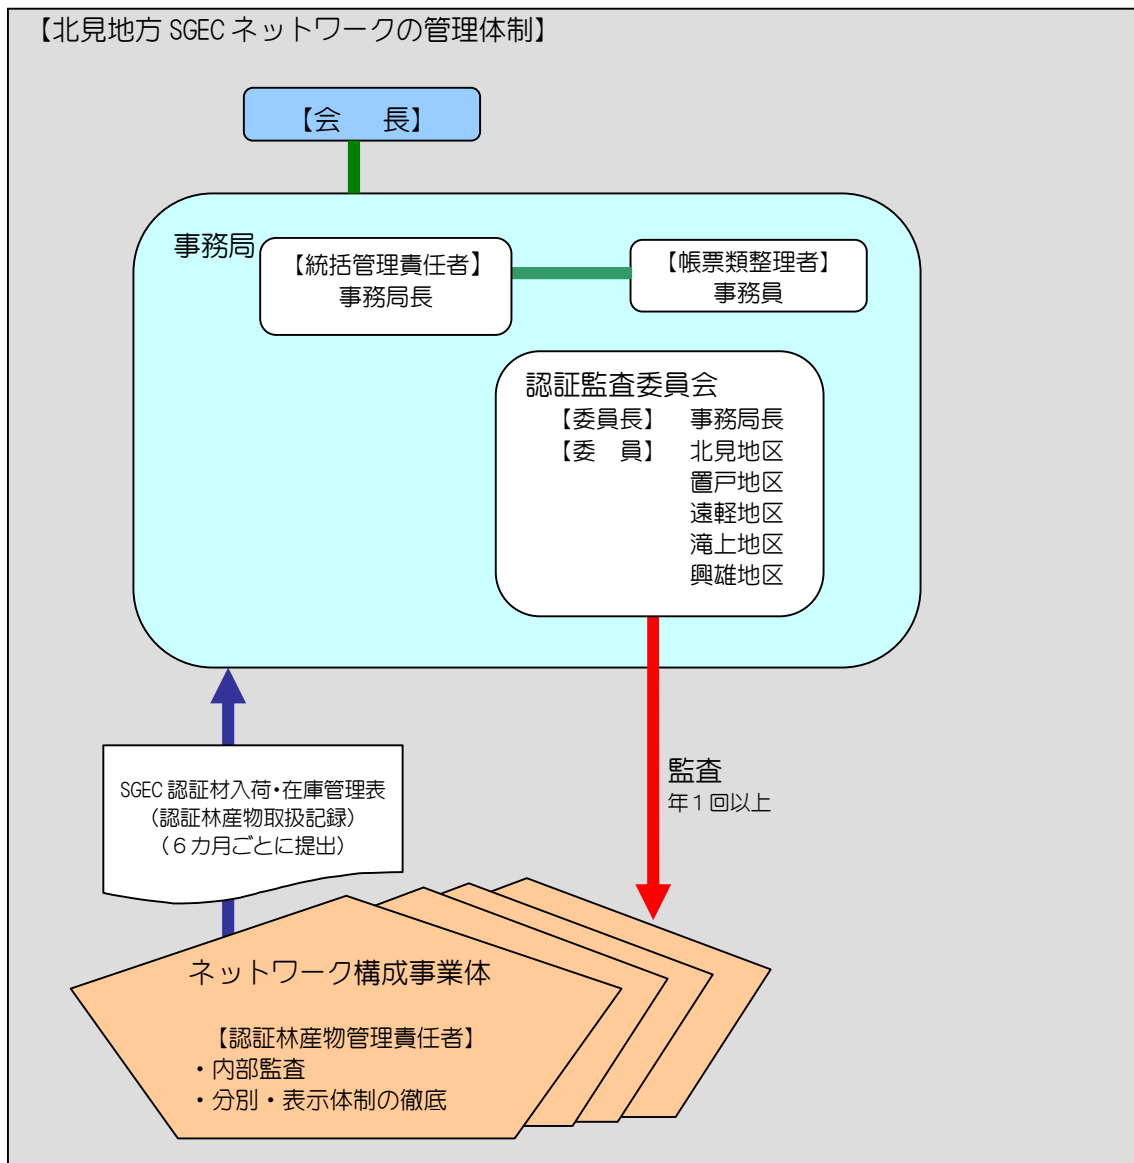 【北見地方 SGEC ネットワークの管理体制】
【会　長】
事務局
【統括管理責任者】
事務局長
【帳票類整理者】
事務員
認証監査委員会
【委員長】　事務局長
【委　員】　北見地区
置戸地区
遠軽地区
滝上地区
興雄地区
監査
年１回以上
SGEC 認証材入荷・在庫管理表
（認証林産物取扱記録）
（６カ月ごとに提出）
ネットワーク構成事業体
【認証林産物管理責任者】
・内部監査
・分別・表示体制の徹底